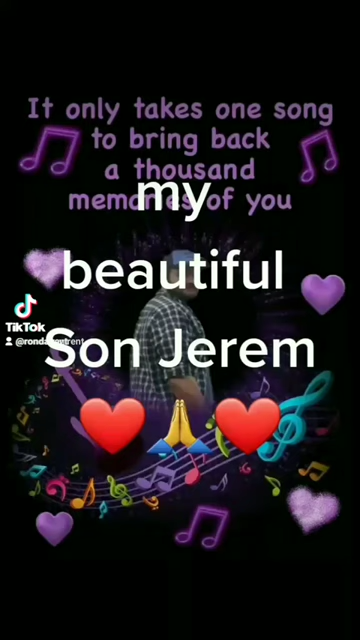 It only takes one song
to bring back
a thousand
memories of you
my
beautiful
Son Jerem
TikTok